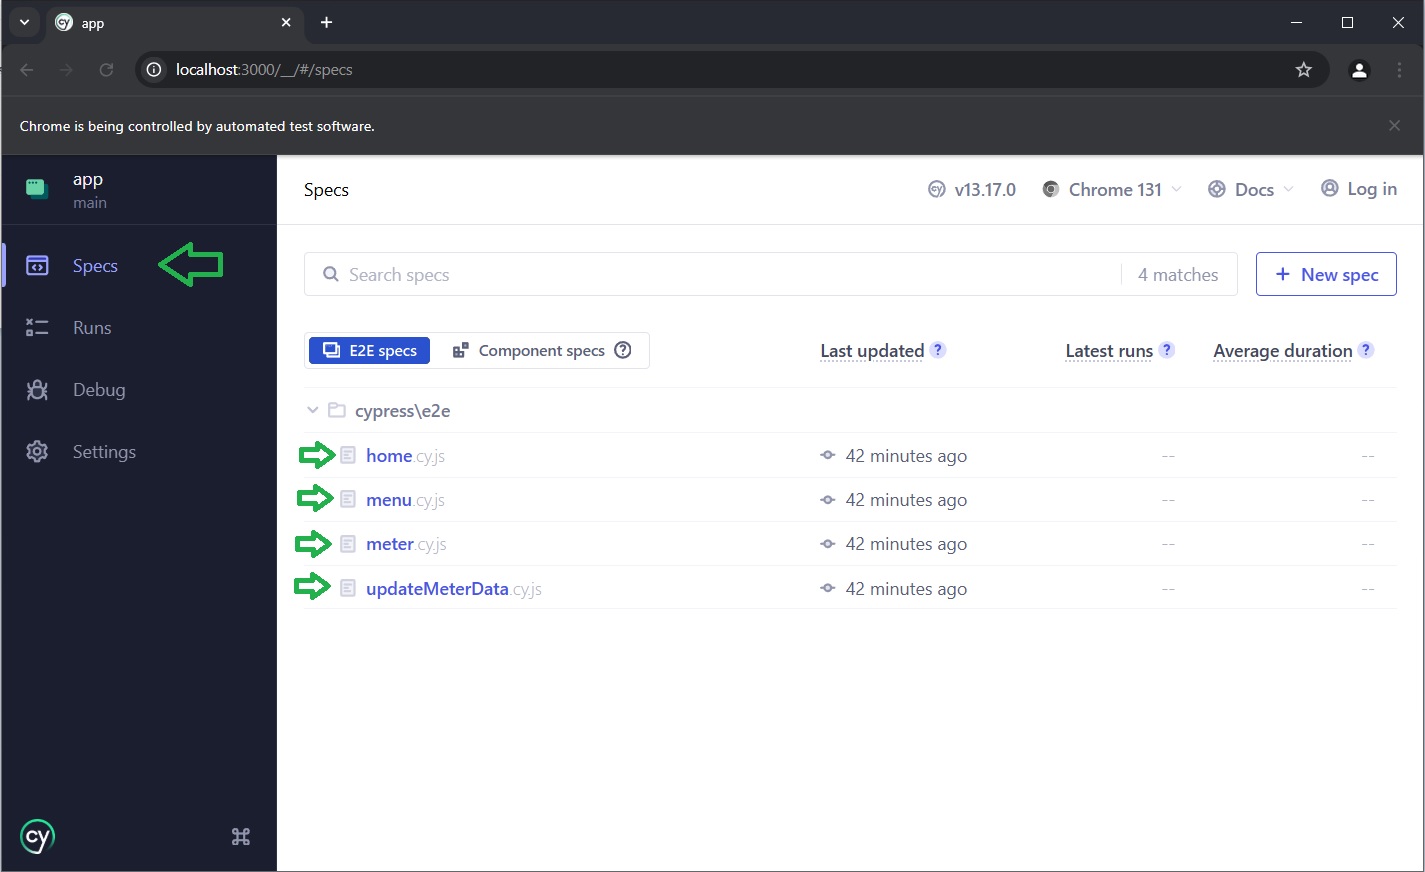 app
localhost:3000/__/#/specs
Chrome is being controlled by automated test software.
app
main
Specs
Runs
Debug
Settings
cy
Specs
cy v13.17.0 Chrome 131 Docs Log in
Search specs 4 matches + New spec
E2E specs Component specs ? Last updated ? Latest runs ? Average duration ?
cypress\e2e
home.cy.js 42 minutes ago -- --
menu.cy.js 42 minutes ago -- --
meter.cy.js 42 minutes ago -- --
updateMeterData.cy.js 42 minutes ago -- --